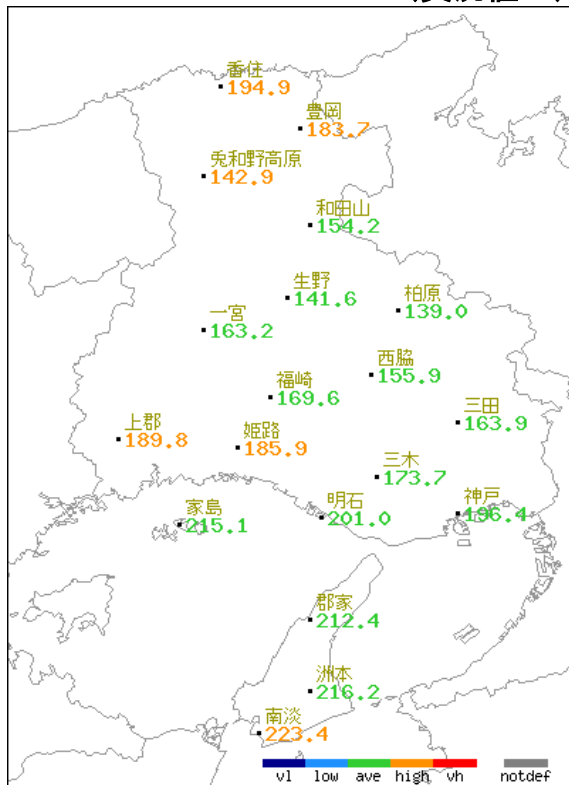 香住
194.9
豊岡
183.7
兎和野高原
142.9
和田山
154.2
生野
141.6
柏原
139.0
一宮
163.2
西脇
155.9
福崎
169.6
三田
163.9
上郡
189.8
姫路
185.9
三木
173.7
家島
215.1
明石
201.0
神戸
196.4
郡家
212.4
洲本
216.2
南淡
223.4
vl low ave high vh notdef